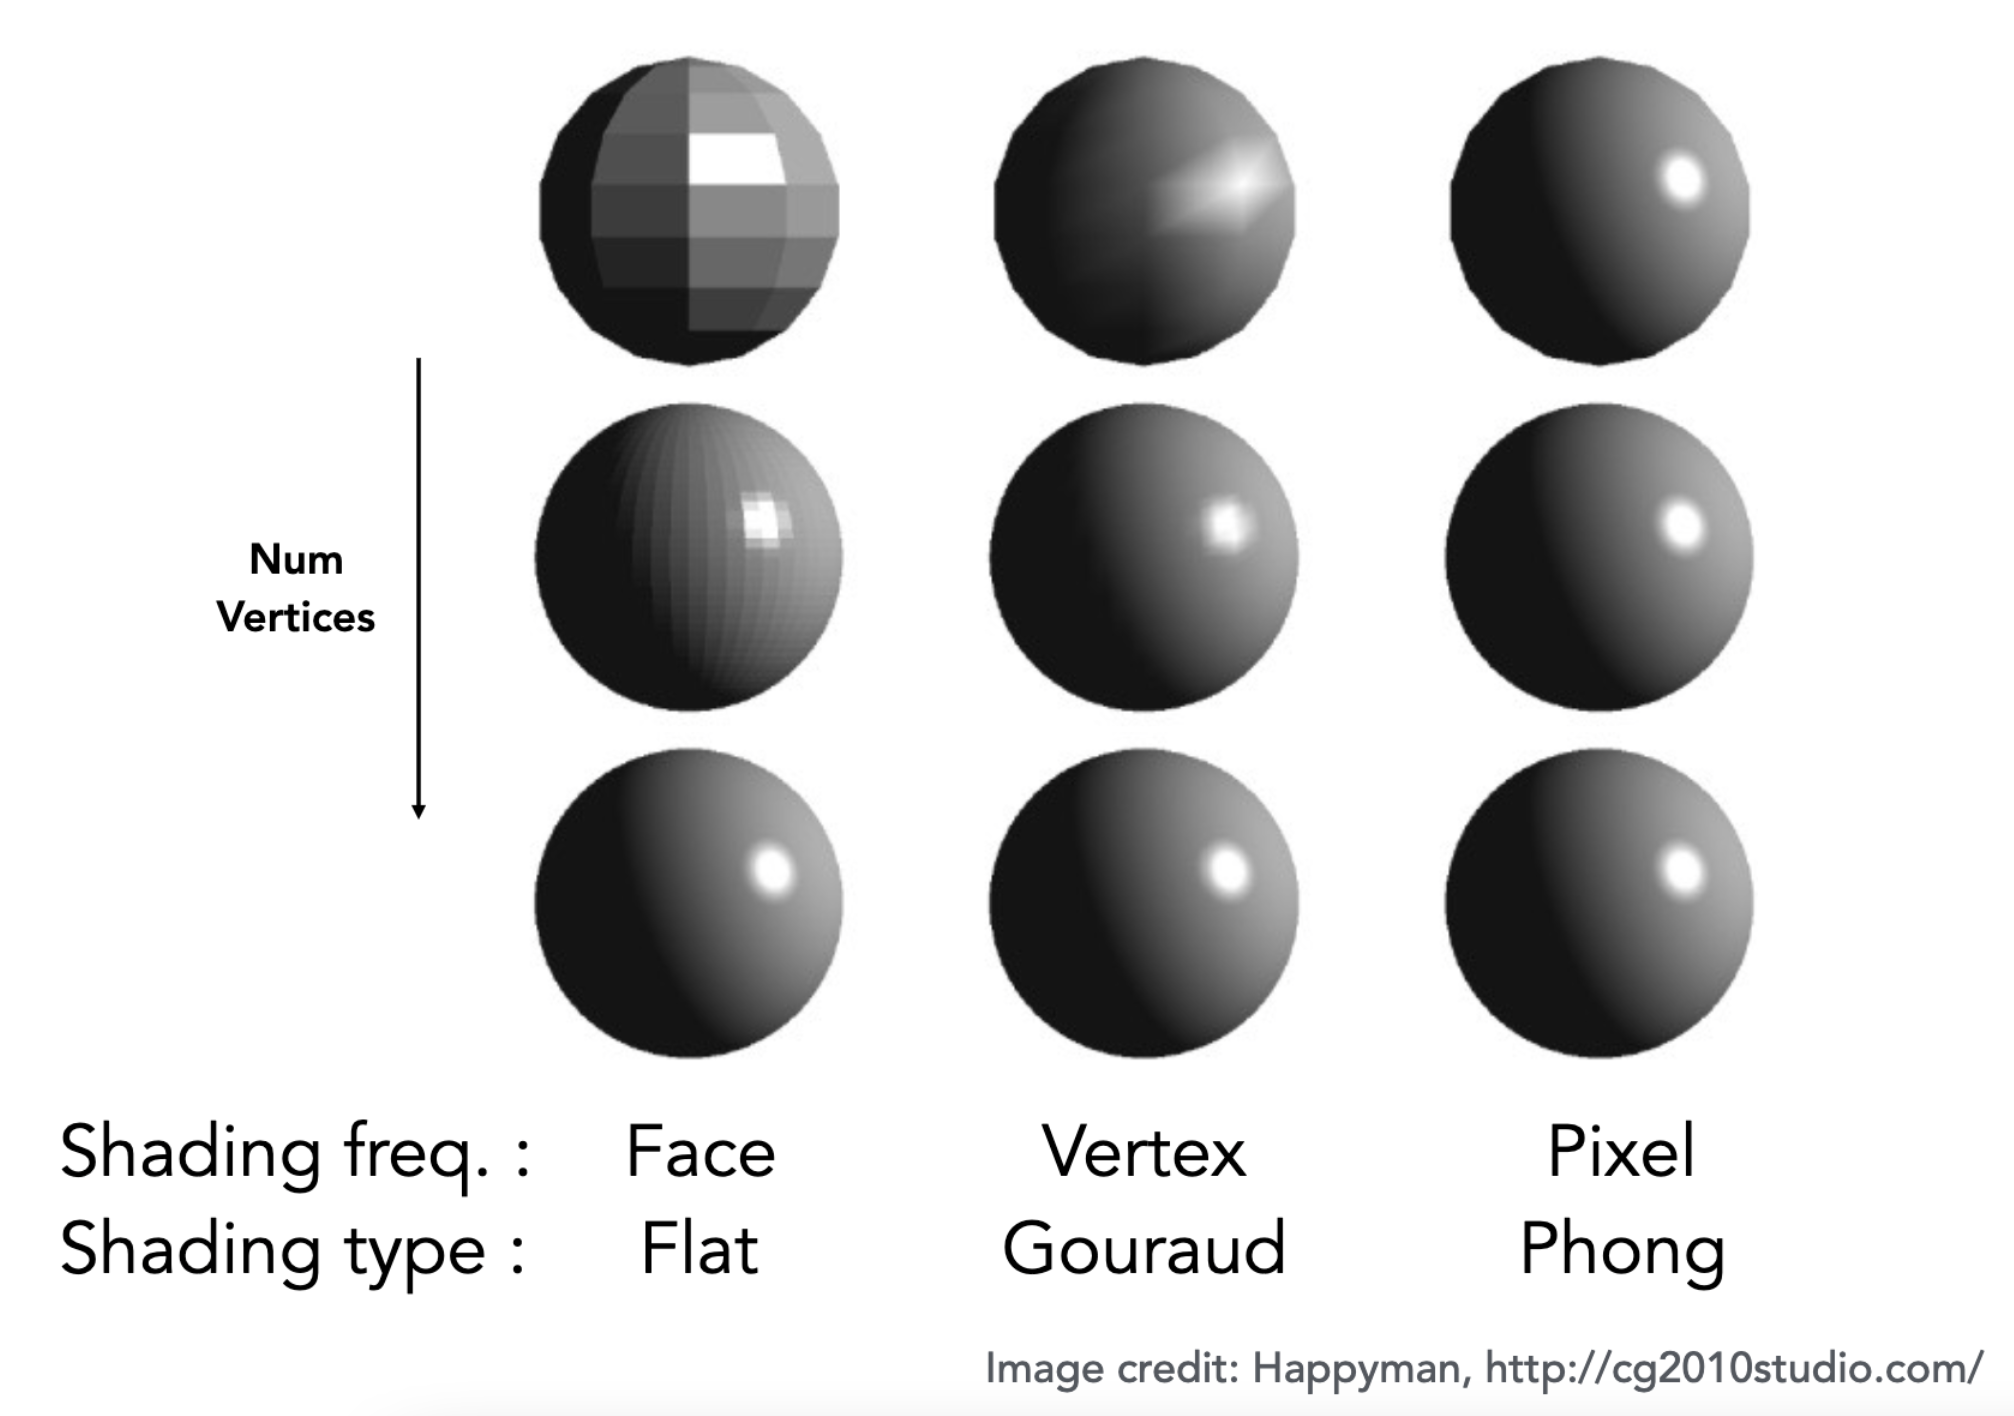 Num
Vertices
Shading freq. : Face Vertex Pixel
Shading type : Flat Gouraud Phong
Image credit: Happyman, http://cg2010studio.com/